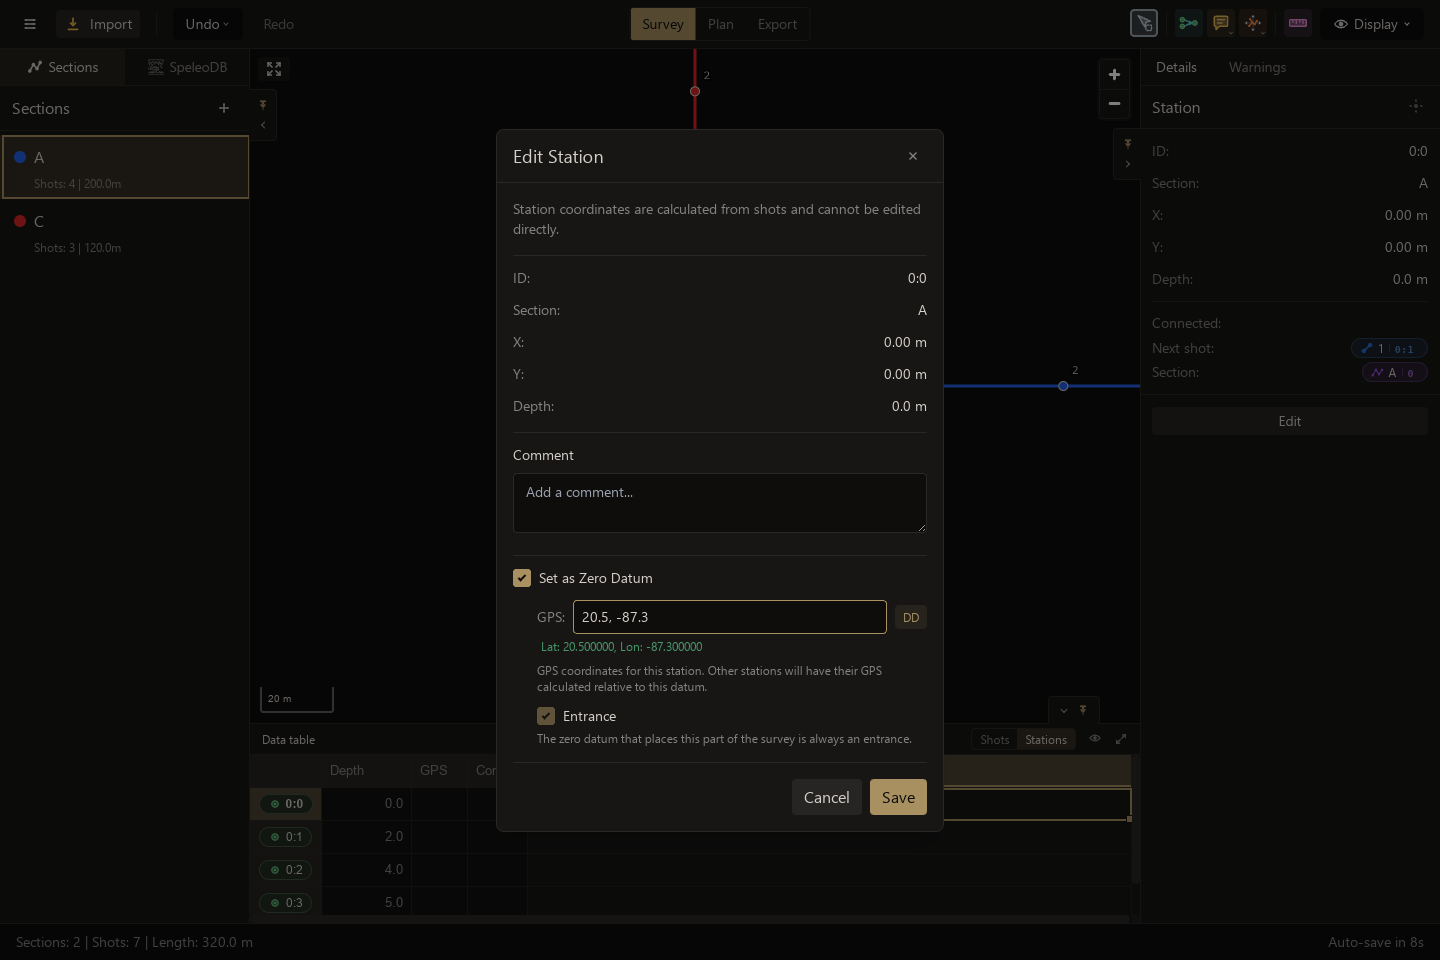 Import
Undo
Redo
Survey
Plan
Export
Display
Sections
SpeleoDB
Details
Warnings
Sections
A
Shots: 4 | 200.0m
C
Shots: 3 | 120.0m
2
2
20 m
Station
ID:
0:0
Section:
A
X:
0.00 m
Y:
0.00 m
Depth:
0.0 m
Connected:
Next shot:
1
0:1
Section:
A
0
Edit
Edit Station
Station coordinates are calculated from shots and cannot be edited
directly.
ID:
0:0
Section:
A
X:
0.00 m
Y:
0.00 m
Depth:
0.0 m
Comment
Add a comment...
Set as Zero Datum
GPS:
20.5, -87.3
DD
Lat: 20.500000, Lon: -87.300000
GPS coordinates for this station. Other stations will have their GPS
calculated relative to this datum.
Entrance
The zero datum that places this part of the survey is always an entrance.
Cancel
Save
Data table
Shots
Stations
Depth
GPS
0:0
0.0
0:1
2.0
0:2
4.0
0:3
5.0
Sections: 2 | Shots: 7 | Length: 320.0 m
Auto-save in 8s